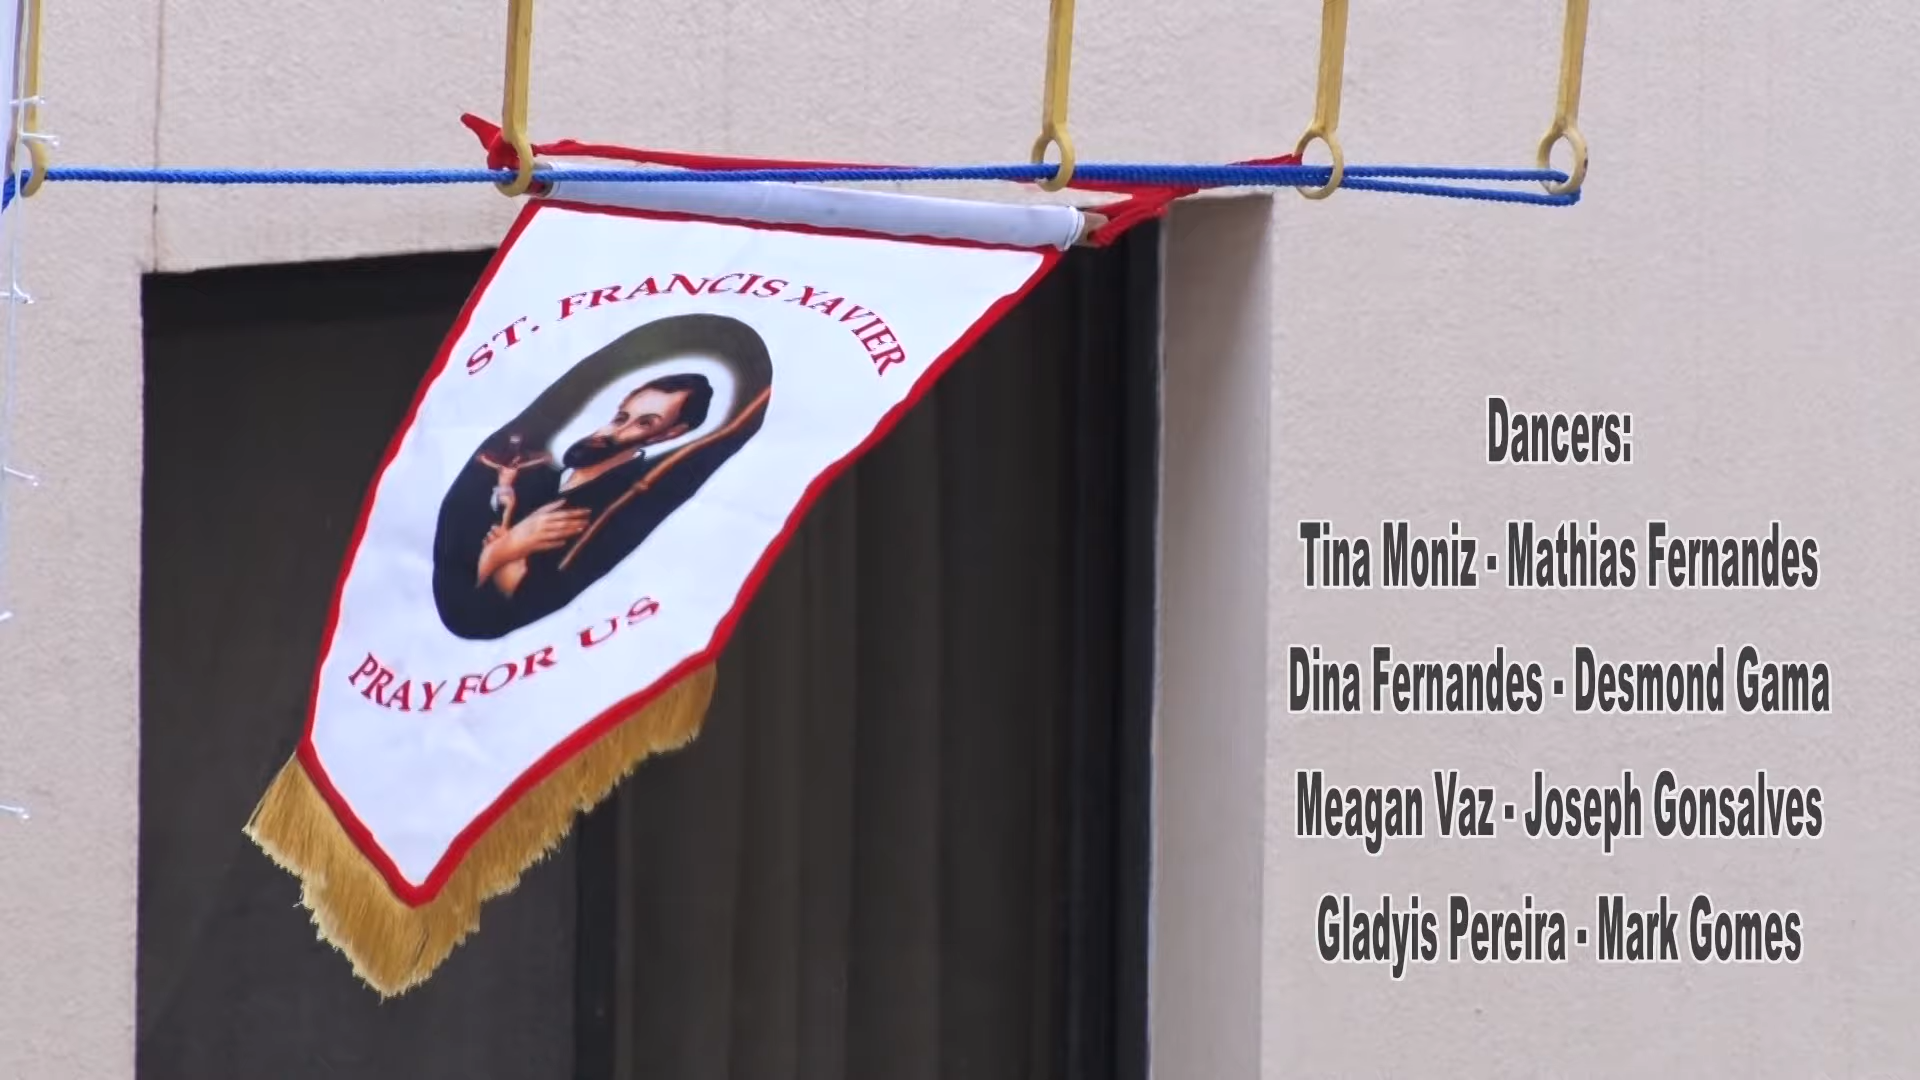 ST. FRANCIS XAVIER
PRAY FOR US
Dancers:
Tina Moniz - Mathias Fernandes
Dina Fernandes - Desmond Gama
Meagan Vaz - Joseph Gonsalves
Gladyis Pereira - Mark Gomes